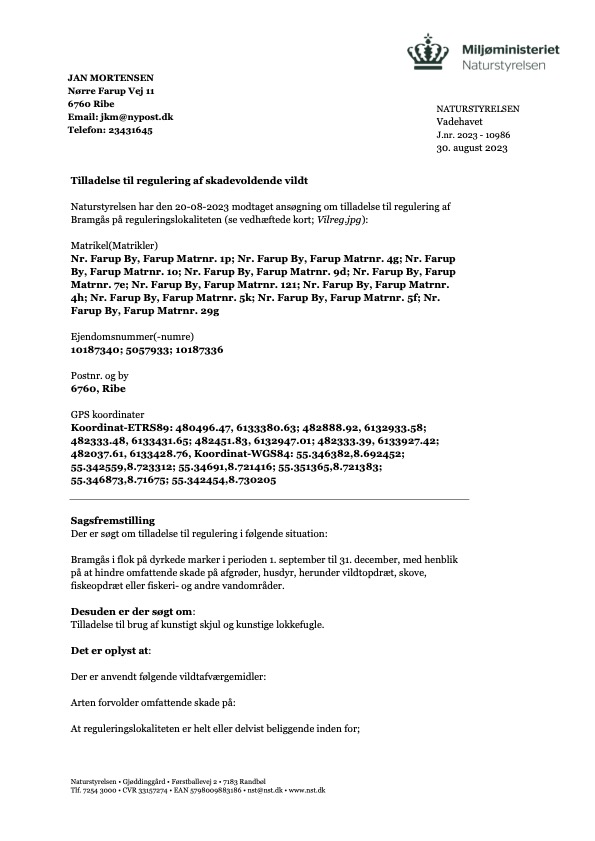 Miljøministeriet
Naturstyrelsen
JAN MORTENSEN
Nørre Farup Vej 11
6760 Ribe
Email: jkm@nypost.dk
Telefon: 23431645
NATURSTYRELSEN
Vadehavet
J.nr. 2023 - 10986
30. august 2023
Tilladelse til regulering af skadevoldende vildt
Naturstyrelsen har den 20-08-2023 modtaget ansøgning om tilladelse til regulering af
Bramgås på reguleringslokaliteten (se vedhæftede kort; Vilreg.jpg):
Matrikel(Matrikler)
Nr. Farup By, Farup Matrnr. 1p; Nr. Farup By, Farup Matrnr. 4g; Nr. Farup
By, Farup Matrnr. 1o; Nr. Farup By, Farup Matrnr. 9d; Nr. Farup By, Farup
Matrnr. 7e; Nr. Farup By, Farup Matrnr. 121; Nr. Farup By, Farup Matrnr.
4h; Nr. Farup By, Farup Matrnr. 5k; Nr. Farup By, Farup Matrnr. 5f; Nr.
Farup By, Farup Matrnr. 29g
Ejendomsnummer(-numre)
10187340; 5057933; 10187336
Postnr. og by
6760, Ribe
GPS koordinater
Koordinat-ETRS89: 480496.47, 6133380.63; 482888.92, 6132933.58;
482333.48, 6133431.65; 482451.83, 6132947.01; 482333.39, 6133927.42;
482037.61, 6133428.76, Koordinat-WGS84: 55.346382,8.692452;
55.342559,8.723312; 55.34691,8.721416; 55.351365,8.721383;
55.346873,8.71675; 55.342454,8.730205
Sagsfremstilling
Der er søgt om tilladelse til regulering i følgende situation:
Bramgås i flok på dyrkede marker i perioden 1. september til 31. december, med henblik
på at hindre omfattende skade på afgrøder, husdyr, herunder vildtopdræt, skove,
fiskeopdræt eller fiskeri- og andre vandområder.
Desuden er der søgt om:
Tilladelse til brug af kunstigt skjul og kunstige lokkefugle.
Det er oplyst at:
Der er anvendt følgende vildtafværgemidler:
Arten forvolder omfattende skade på:
At reguleringslokaliteten er helt eller delvist beliggende inden for;
Naturstyrelsen • Gjøddinggård • Førstballevej 2 • 7183 Randbøl
Tlf. 7254 3000 • CVR 33157274 • EAN 5798009883186 • nst@nst.dk • www.nst.dk